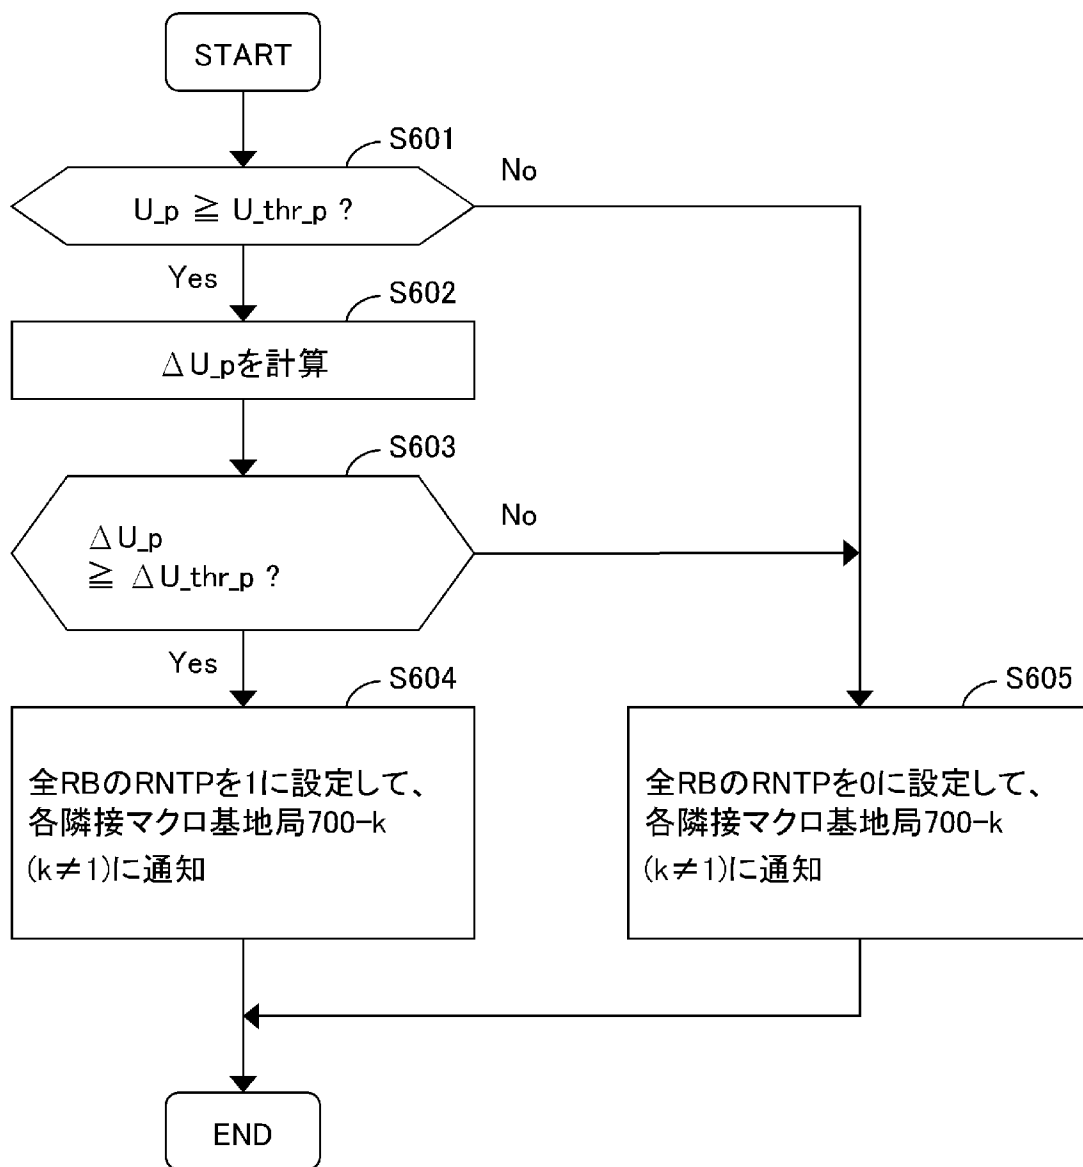 START
S601
No
U_p ≧ U_thr_p ?
Yes
S602
ΔU_pを計算
S603
No
ΔU_p
≧ ΔU_thr_p ?
Yes
S604
S605
全RBのRNTPを1に設定して、
各隣接マクロ基地局700-k
(k≠1)に通知
全RBのRNTPを0に設定して、
各隣接マクロ基地局700-k
(k≠1)に通知
END